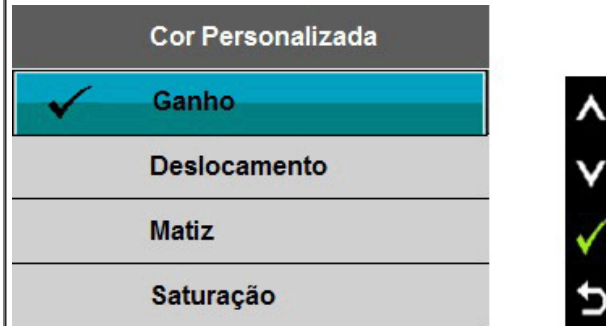 Cor Personalizada
Ganho
Deslocamento
Matiz
Saturação